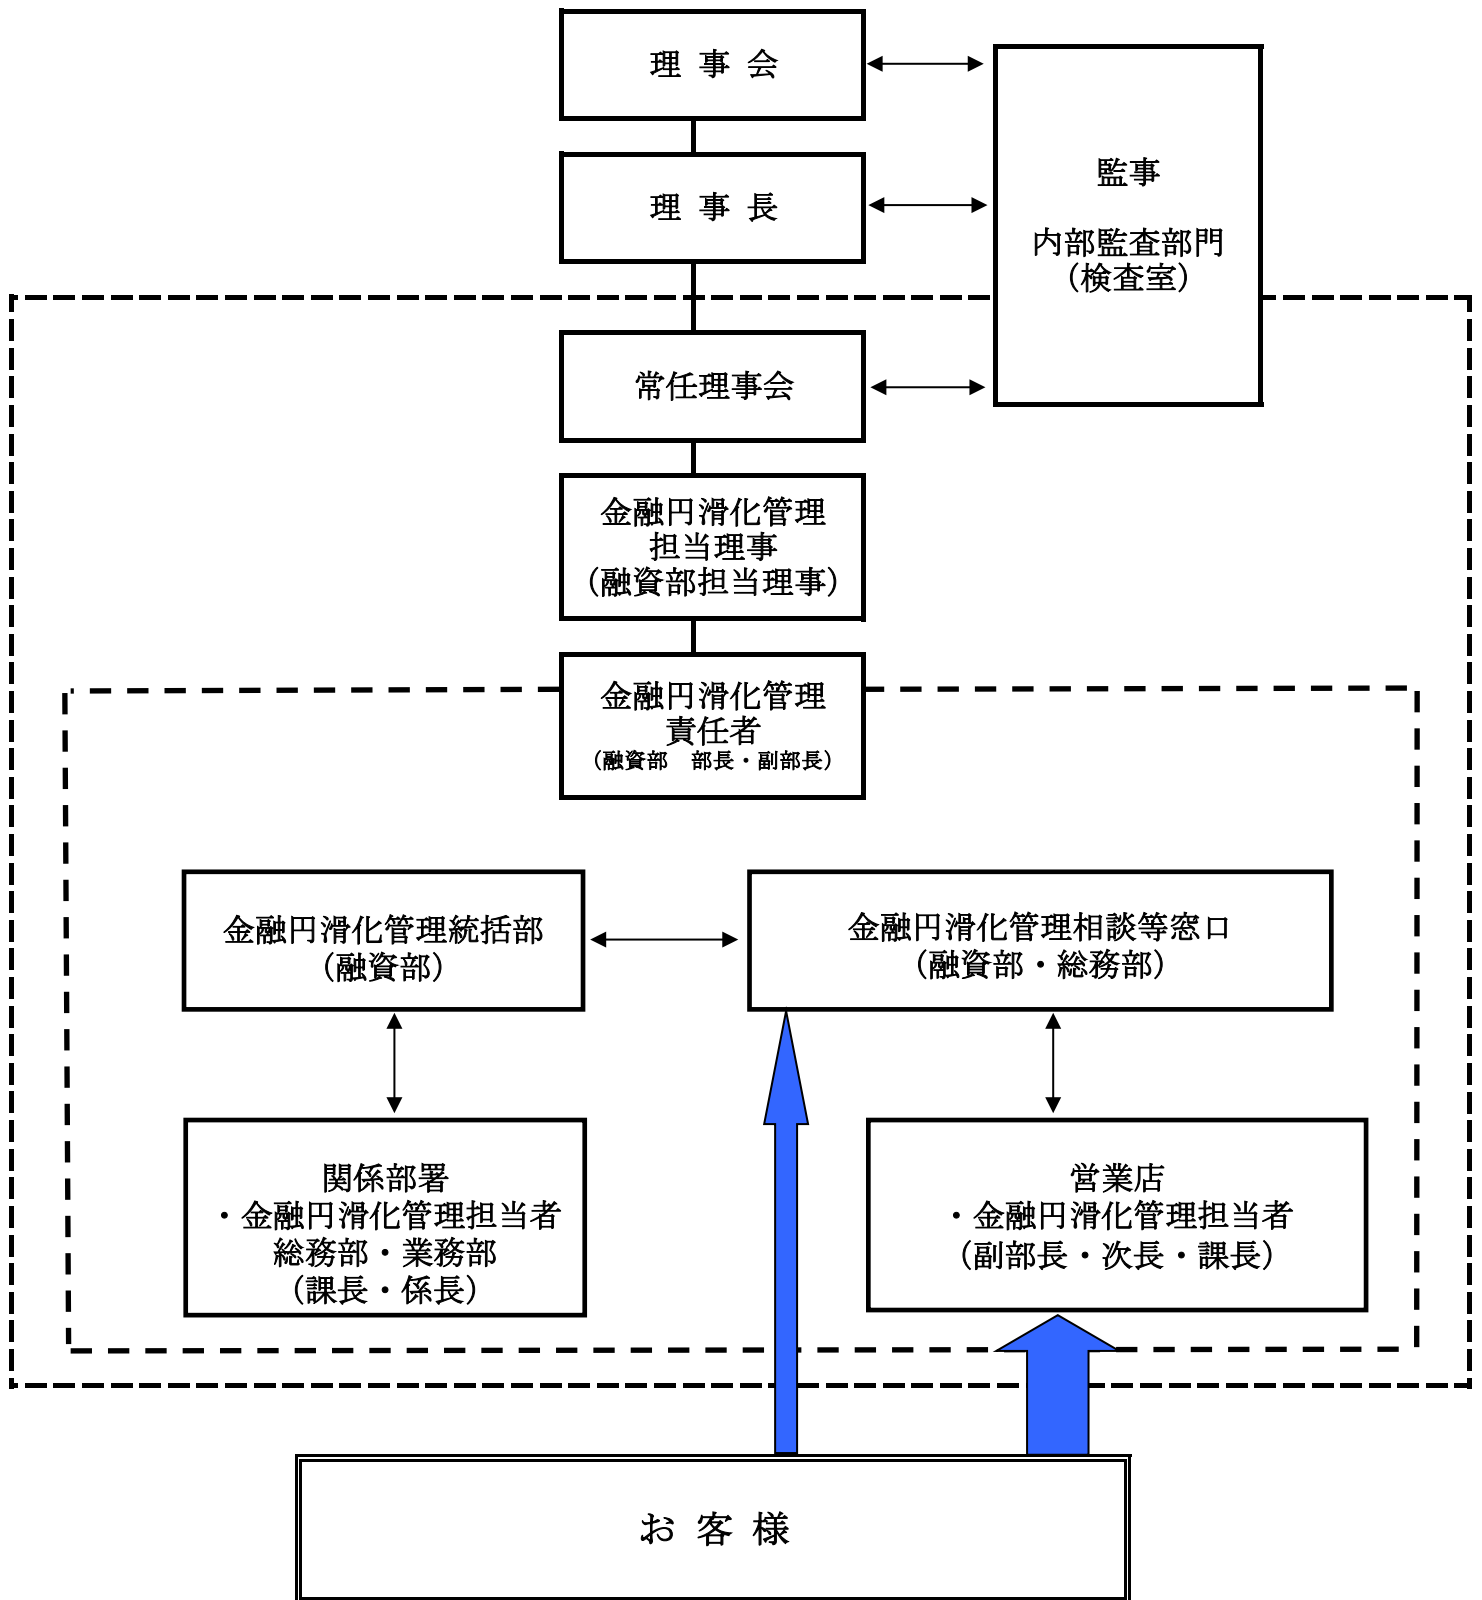 理 事 会
監事
内部監査部門
（検査室）
理 事 長
常任理事会
金融円滑化管理
担当理事
（融資部担当理事）
金融円滑化管理
責任者
（融資部　部長・副部長）
金融円滑化管理統括部
（融資部）
金融円滑化管理相談等窓口
（融資部・総務部）
関係部署
・金融円滑化管理担当者
総務部・業務部
（課長・係長）
営業店
・金融円滑化管理担当者
（副部長・次長・課長）
お 客 様